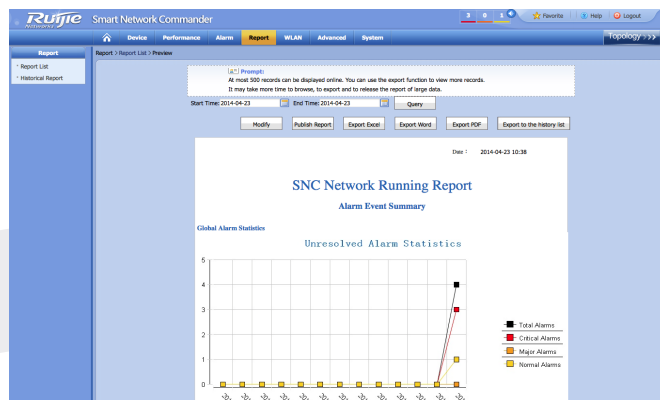 Ruijie
Networks
Smart Network Commander
3 0 1
Favorite
Help
Logout
Device Performance Alarm Report WLAN Advanced System
Topology >>>
Report
Report List
Historical Report
Report > Report List > Preview
Prompt:
At most 500 records can be displayed online. You can use the export function to view more records.
It may take more time to browse, to export and to release the report of large data.
Start Time: 2014-04-23 End Time: 2014-04-23 Query
Modify Publish Report Export Excel Export Word Export PDF Export to the history list
Date : 2014-04-23 10:38
SNC Network Running Report
Alarm Event Summary
Global Alarm Statistics
Unresolved Alarm Statistics
5
4
3
2
1
0
Total Alarms
Critical Alarms
Major Alarms
Normal Alarms